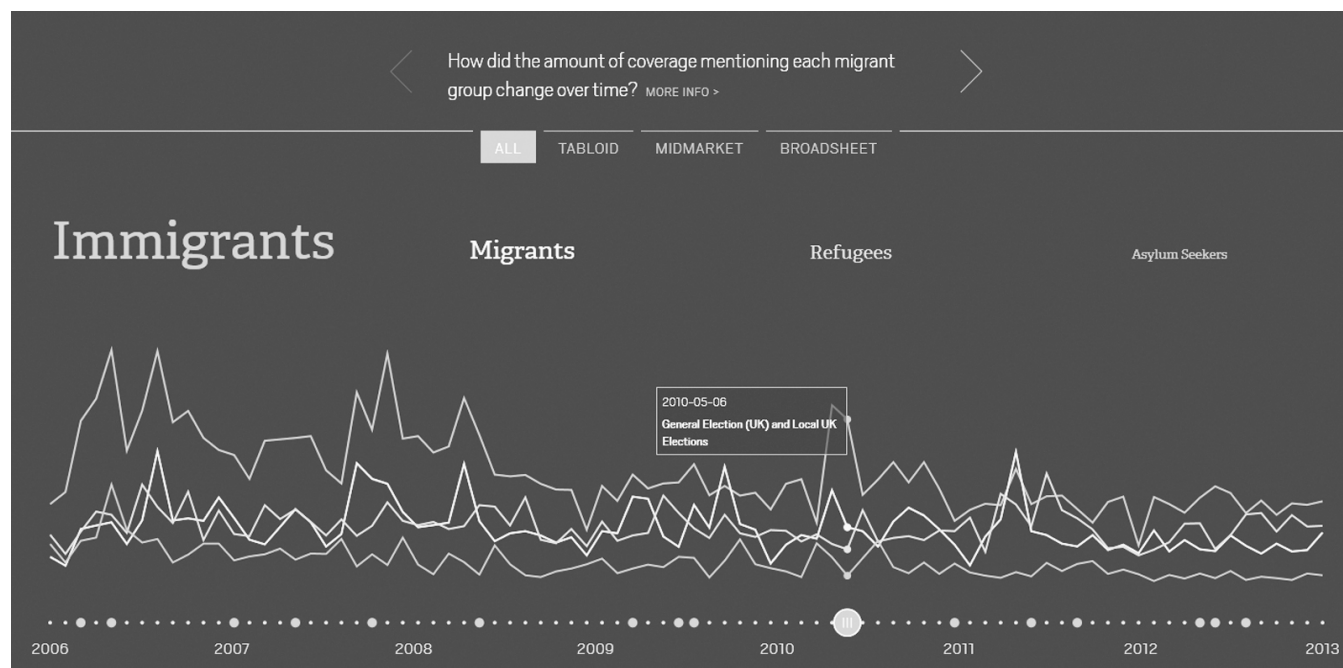 How did the amount of coverage mentioning each migrant
group change over time? MORE INFO >
ALL TABLOID MIDMARKET BROADSHEET
Immigrants Migrants Refugees Asylum Seekers
2010-05-06
General Election (UK) and Local UK
Elections
2006 2007 2008 2009 2010 2011 2012 2013